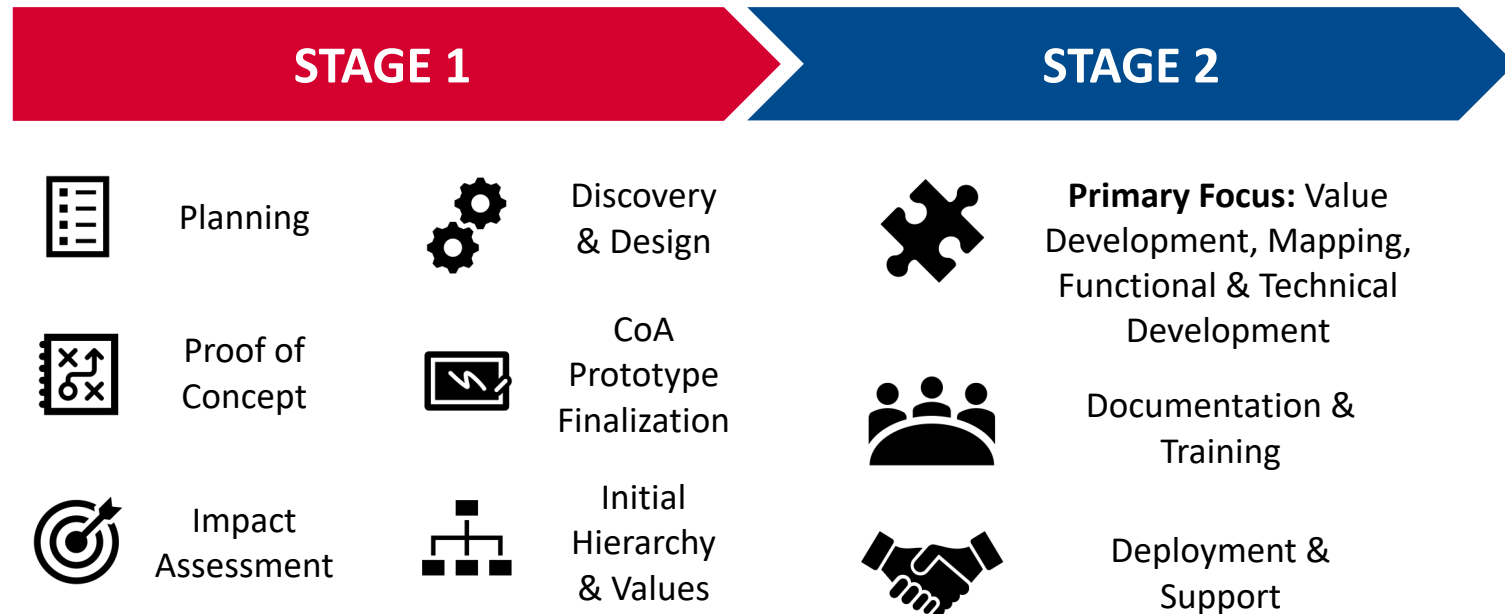 STAGE 1
STAGE 2
Planning
Proof of
Concept
Impact
Assessment
Discovery
& Design
CoA
Prototype
Finalization
Initial
Hierarchy
& Values
Primary Focus: Value
Development, Mapping,
Functional & Technical
Development
Documentation &
Training
Deployment &
Support